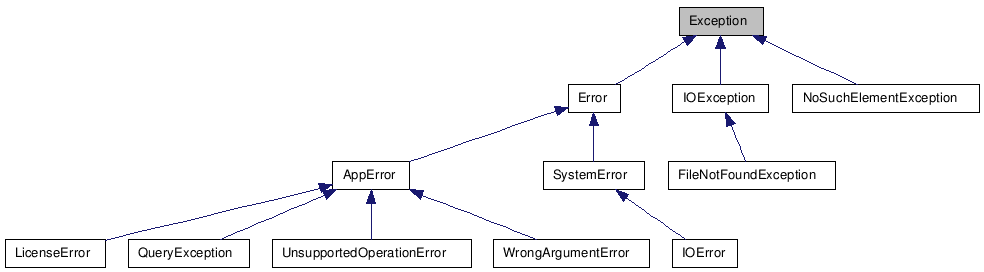 Exception
Error
IOException
NoSuchElementException
AppError
SystemError
FileNotFoundException
LicenseError
QueryException
UnsupportedOperationError
WrongArgumentError
IOError